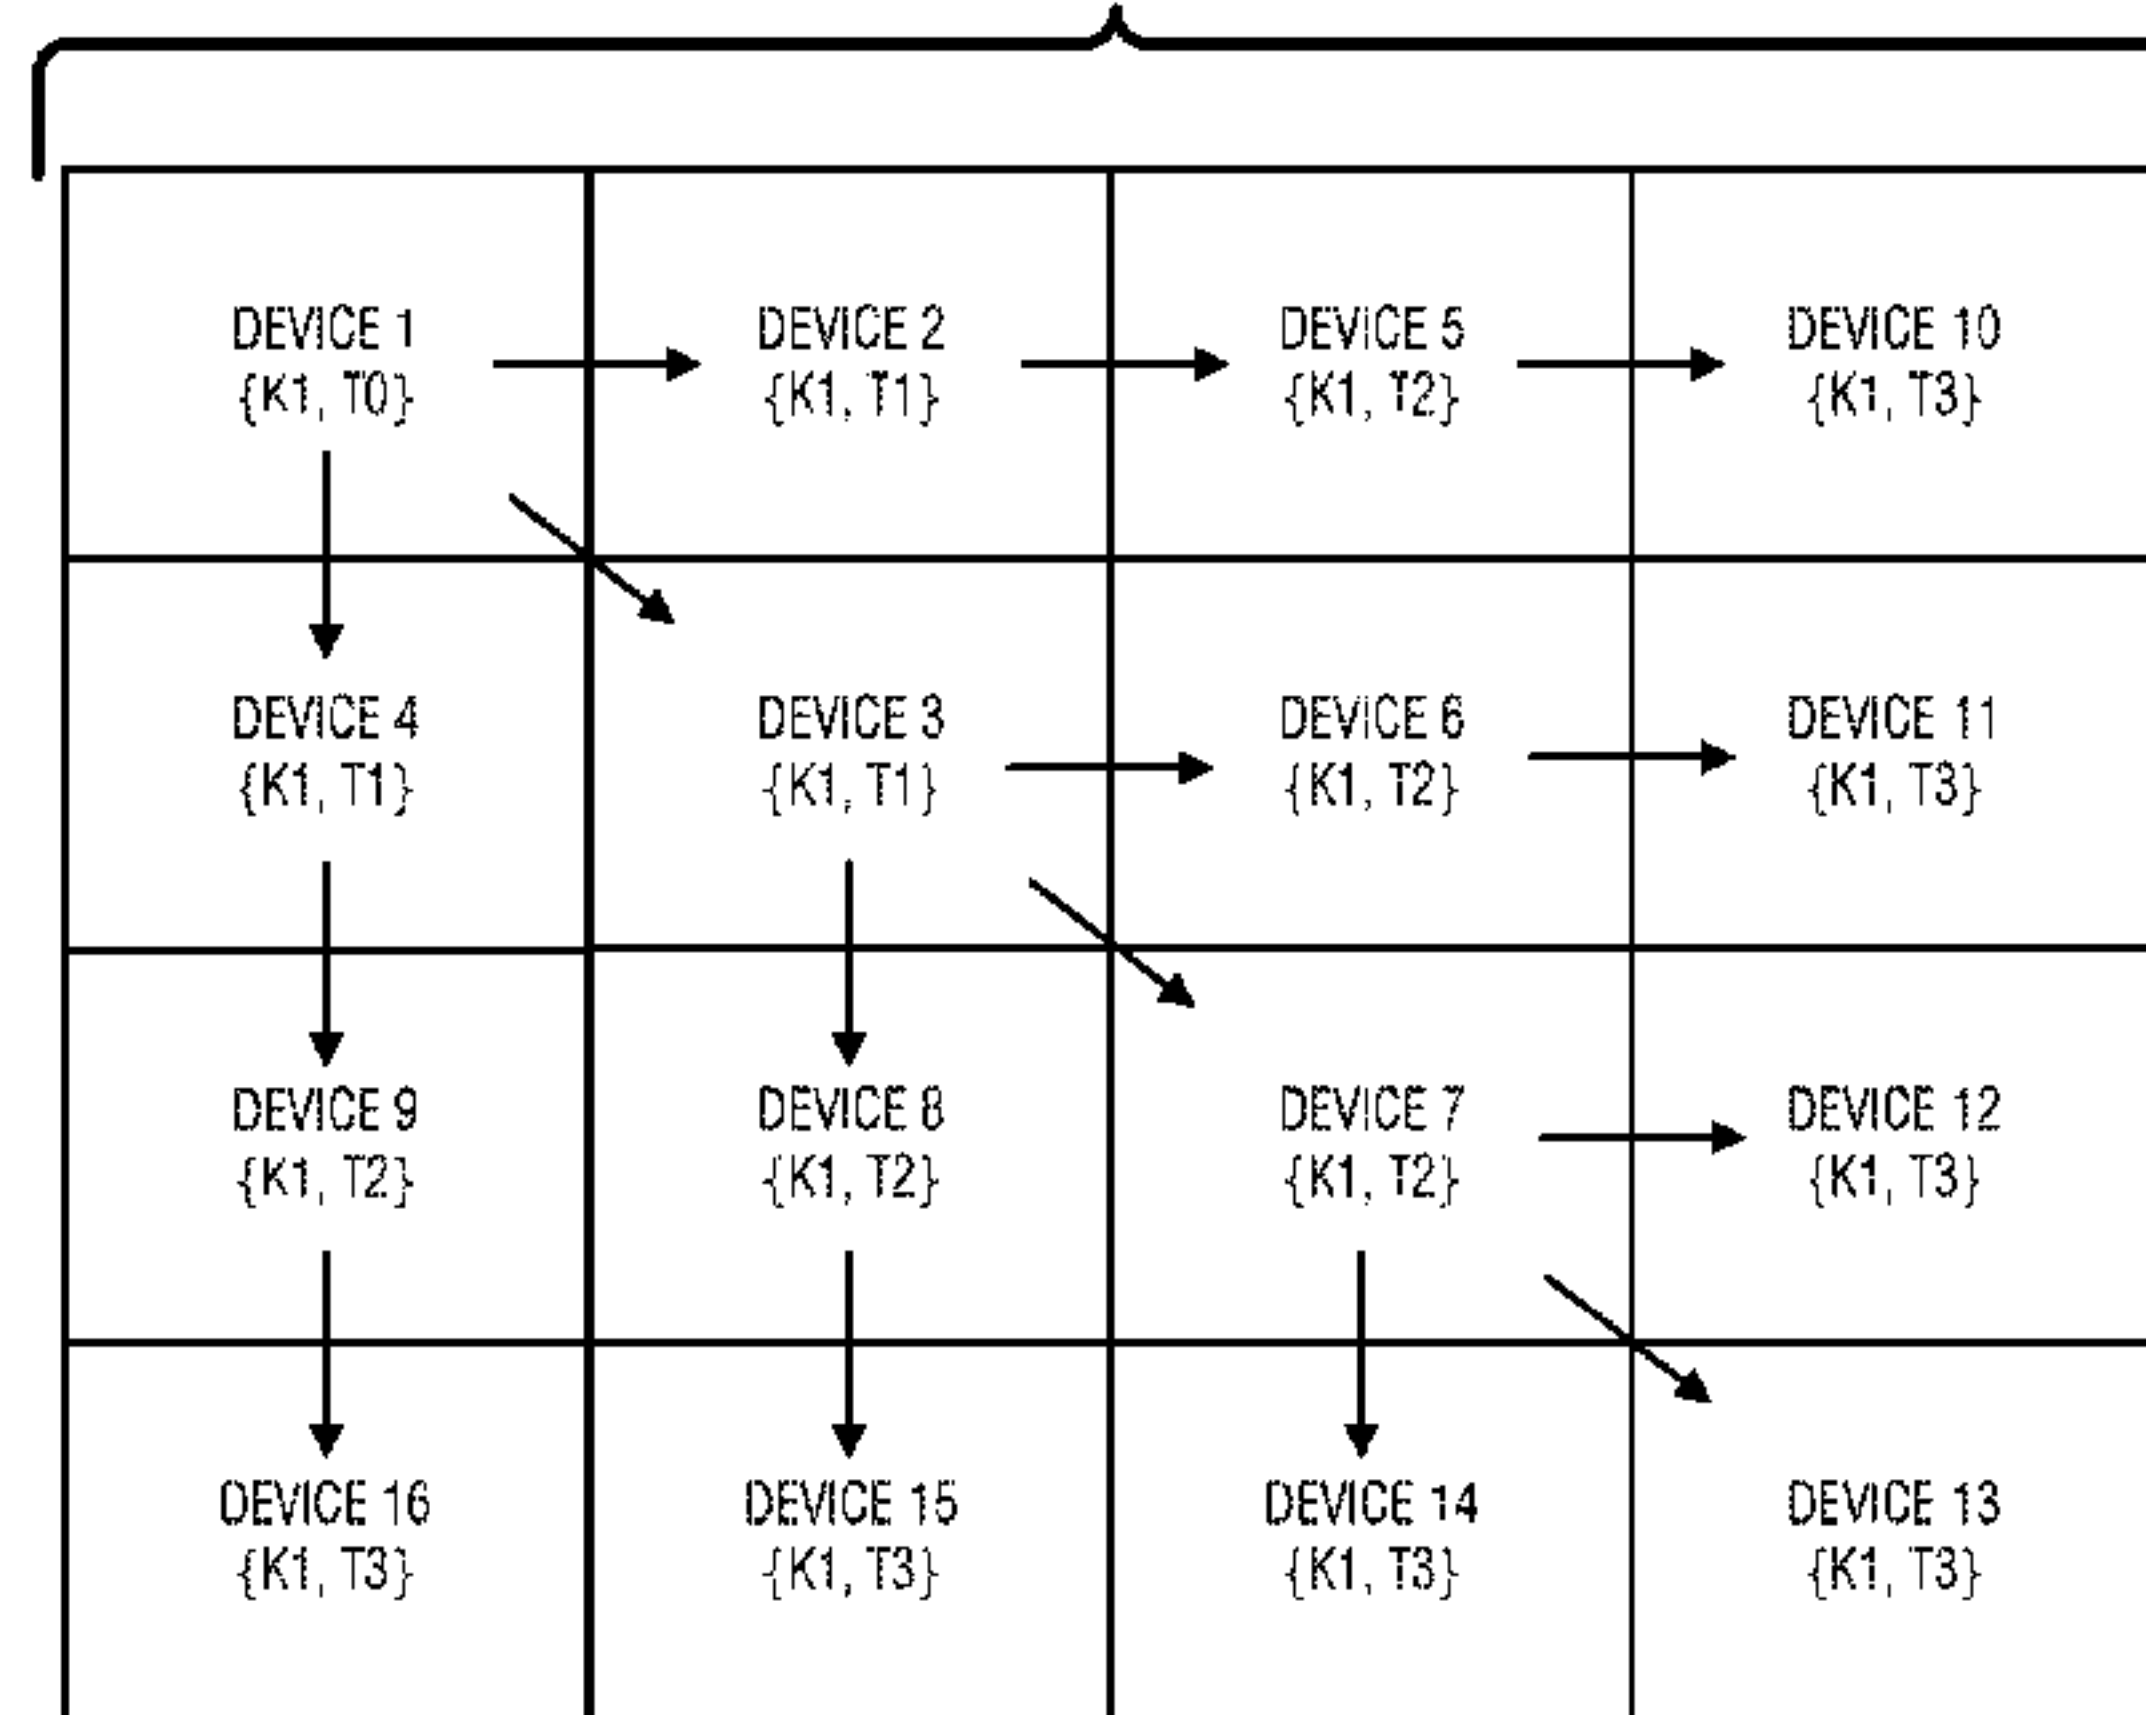 DEVICE 1
{K1, T0}
DEVICE 2
{K1, T1}
DEVICE 5
{K1, T2}
DEVICE 10
{K1, T3}
DEVICE 4
{K1, T1}
DEVICE 3
{K1, T1}
DEVICE 6
{K1, T2}
DEVICE 11
{K1, T3}
DEVICE 9
{K1, T2}
DEVICE 8
{K1, T2}
DEVICE 7
{K1, T2}
DEVICE 12
{K1, T3}
DEVICE 16
{K1, T3}
DEVICE 15
{K1, T3}
DEVICE 14
{K1, T3}
DEVICE 13
{K1, T3}